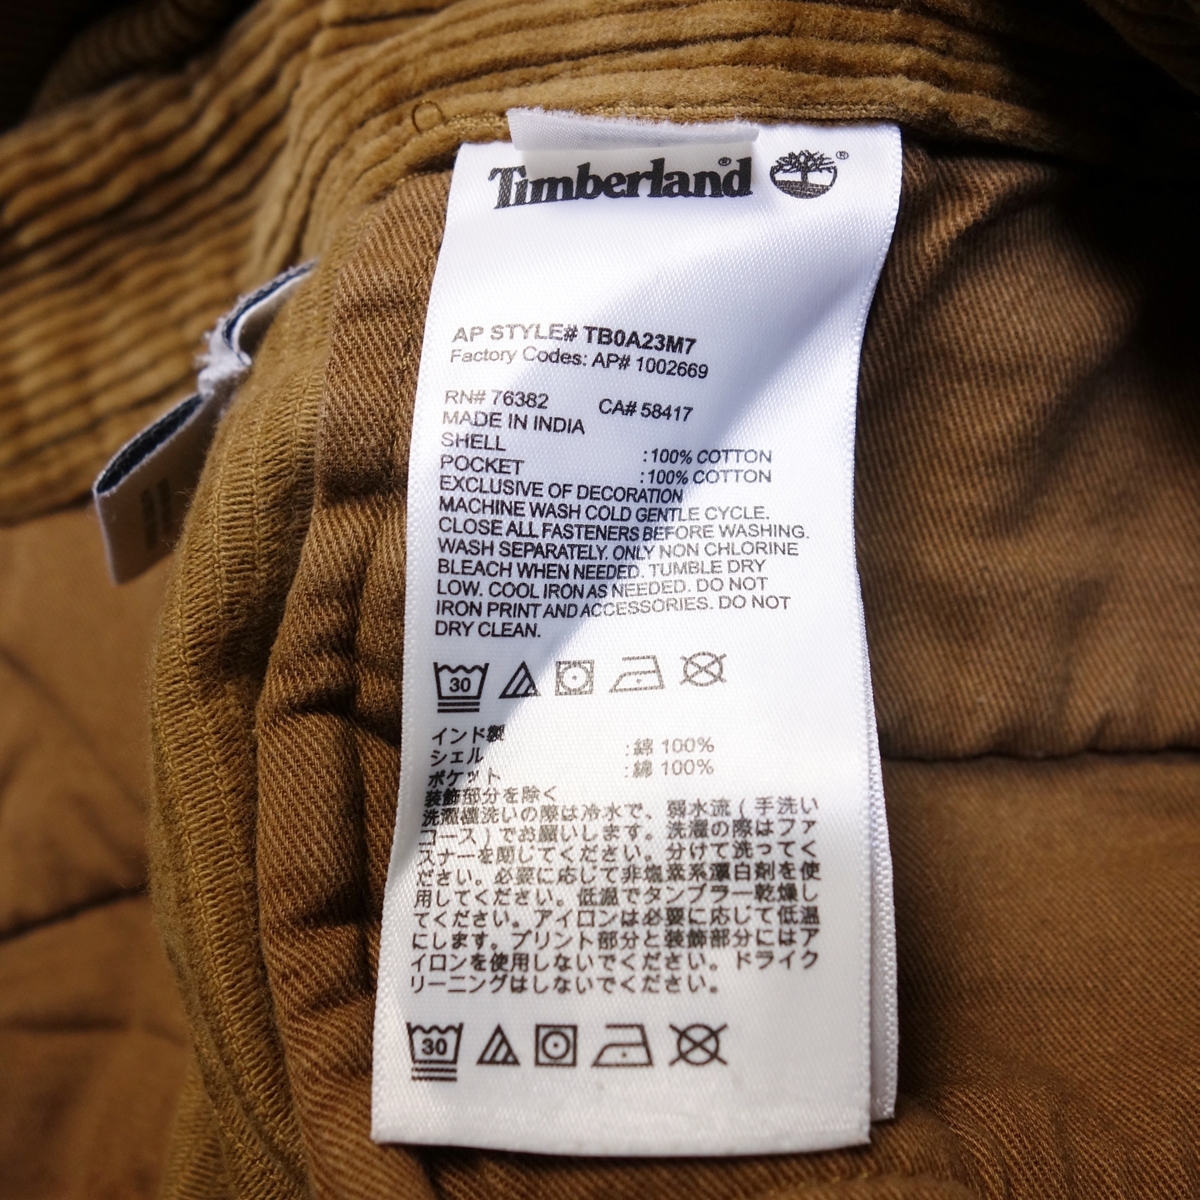 Timberland®
AP STYLE# TB0A23M7
Factory Codes: AP# 1002669
RN# 76382 CA# 58417
MADE IN INDIA
SHELL :100% COTTON
POCKET :100% COTTON
EXCLUSIVE OF DECORATION
MACHINE WASH COLD GENTLE CYCLE.
CLOSE ALL FASTENERS BEFORE WASHING.
WASH SEPARATELY. ONLY NON CHLORINE
BLEACH WHEN NEEDED. TUMBLE DRY
LOW. COOL IRON AS NEEDED. DO NOT
IRON PRINT AND ACCESSORIES. DO NOT
DRY CLEAN.
30
インド製
シェル :綿 100%
ポケット :綿 100%
装飾部分を除く
洗濯機洗いの際は冷水で、弱水流(手洗い
コース)でお願いします。洗濯の際はファ
スナーを閉じてください。分けて洗ってく
ださい。必要に応じて非塩素系漂白剤を使
用してください。低温でタンブラー乾燥し
てください。アイロンは必要に応じて低温
にします。プリント部分と装飾部分にはア
イロンを使用しないでください。ドライク
リーニングはしないでください。
30